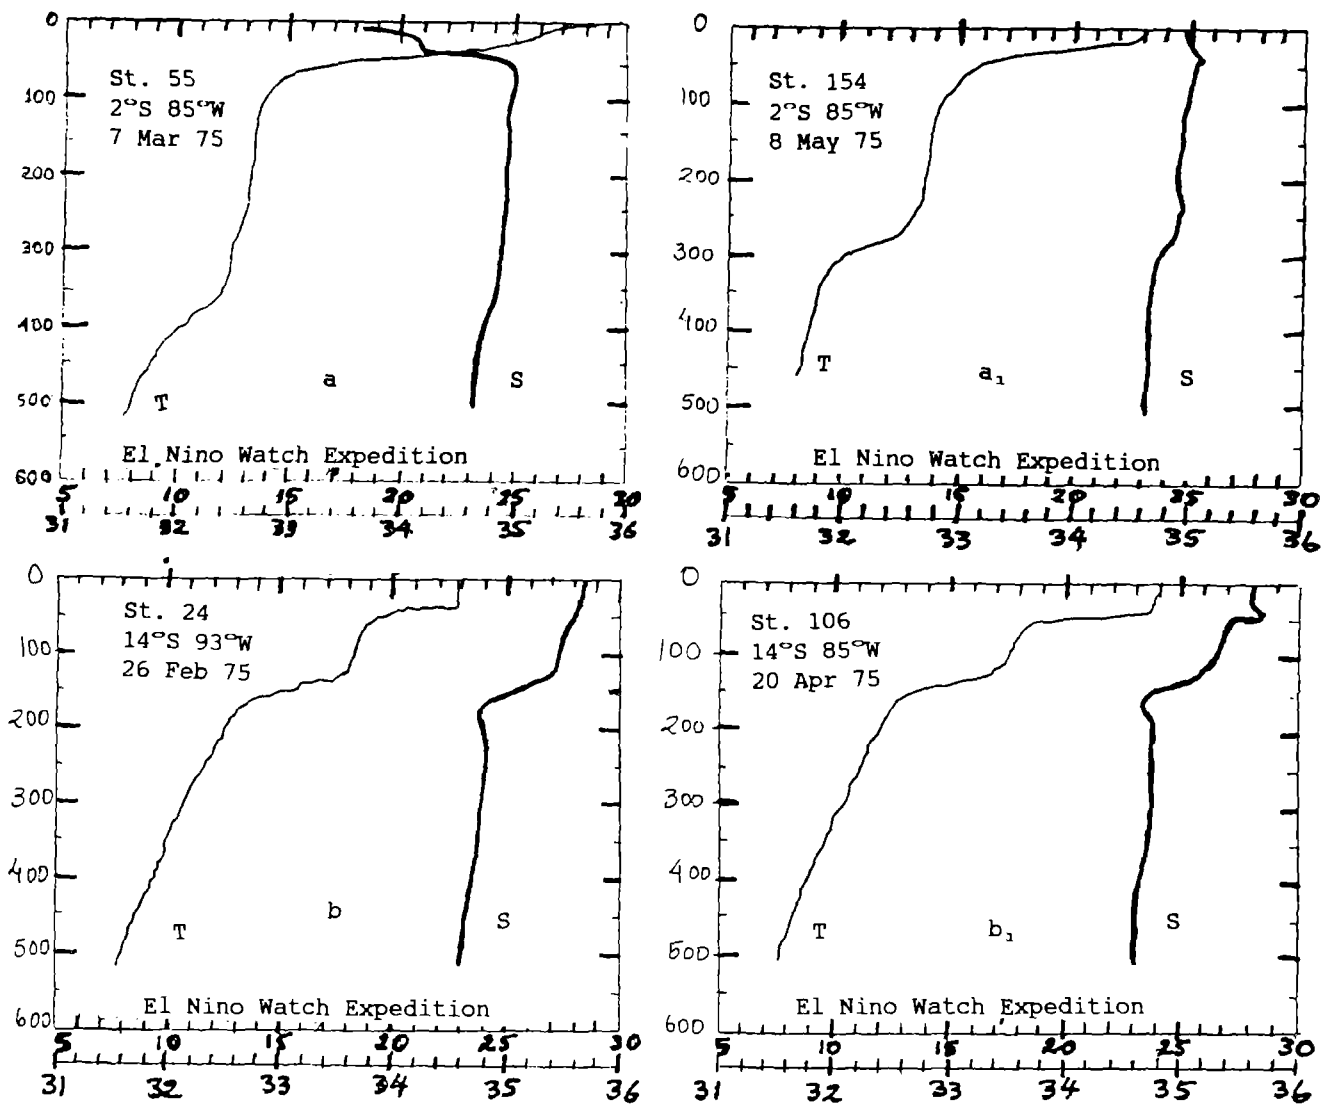 0
St. 55
2°S 85°W
7 Mar 75
100
200
300
400
500
600
T
a
S
El Nino Watch Expedition
5 10 15 20 25 30
31 32 33 34 35 36
0
St. 154
2°S 85°W
8 May 75
100
200
300
400
500
600
T
a₁
S
El Nino Watch Expedition
5 10 15 20 25 30
31 32 33 34 35 36
0
St. 24
14°S 93°W
26 Feb 75
100
200
300
400
500
600
T
b
S
El Nino Watch Expedition
5 10 15 20 25 30
31 32 33 34 35 36
0
St. 106
14°S 85°W
20 Apr 75
100
200
300
400
500
600
T
b₁
S
El Nino Watch Expedition
5 10 15 20 25 30
31 32 33 34 35 36